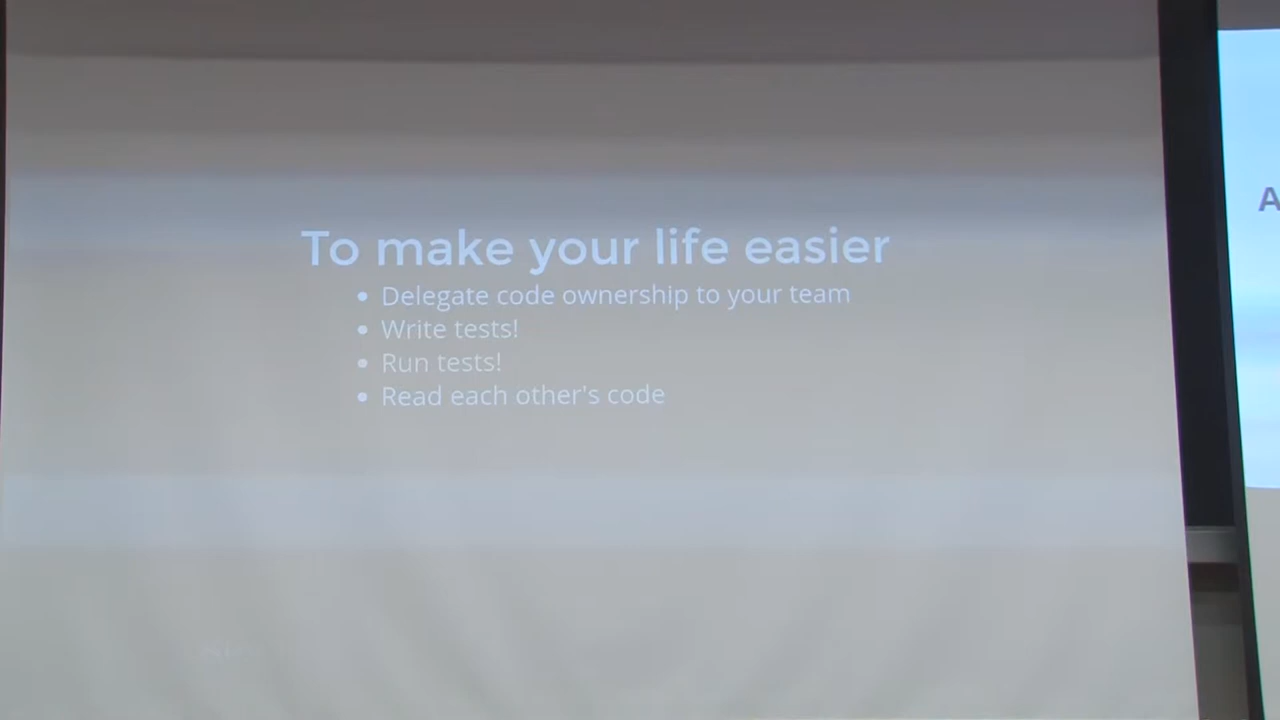 To make your life easier
• Delegate code ownership to your team
• Write tests!
• Run tests!
• Read each other's code
A